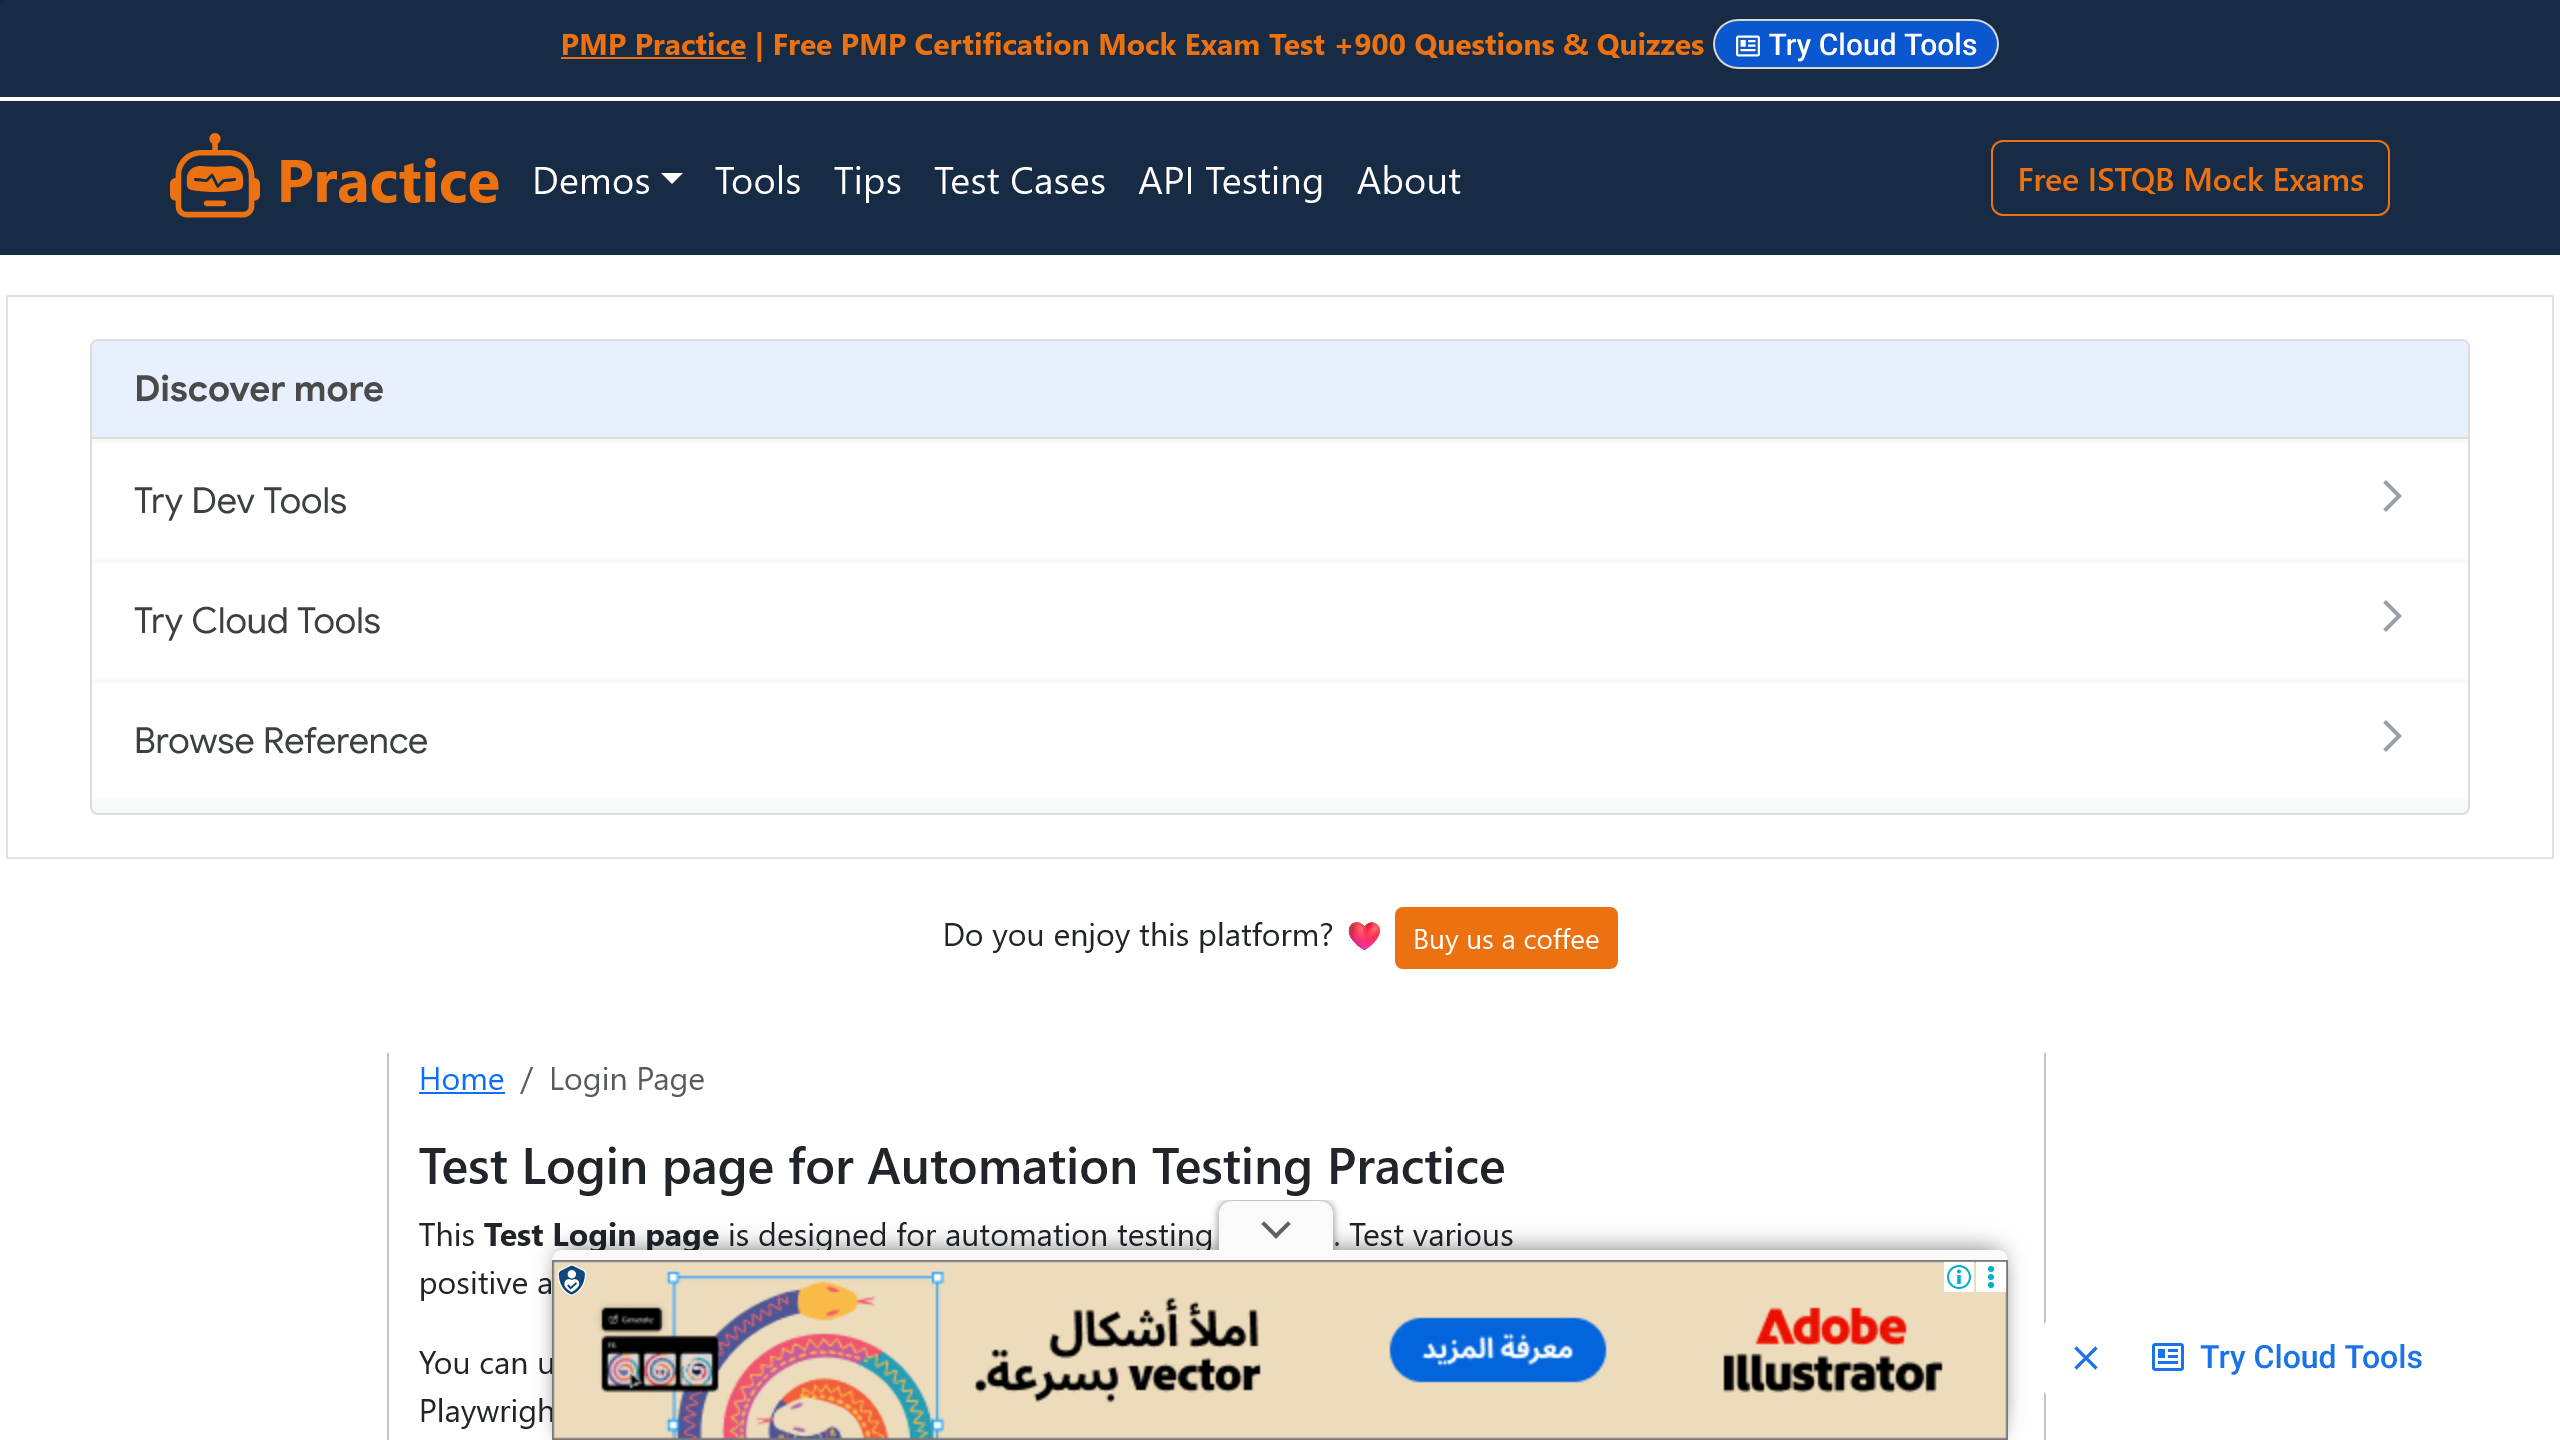 PMP Practice | Free PMP Certification Mock Exam Test +900 Questions & Quizzes Try Cloud Tools
Practice Demos Tools Tips Test Cases API Testing About Free ISTQB Mock Exams
Discover more
Try Dev Tools
Try Cloud Tools
Browse Reference
Do you enjoy this platform? Buy us a coffee
Home / Login Page
Test Login page for Automation Testing Practice
This Test Login page is designed for automation testing . Test various
positive a
You can u
Playwrigh
Generate
املأ أشكال
vector بسرعة.
معرفة المزيد
Adobe
Illustrator
Try Cloud Tools